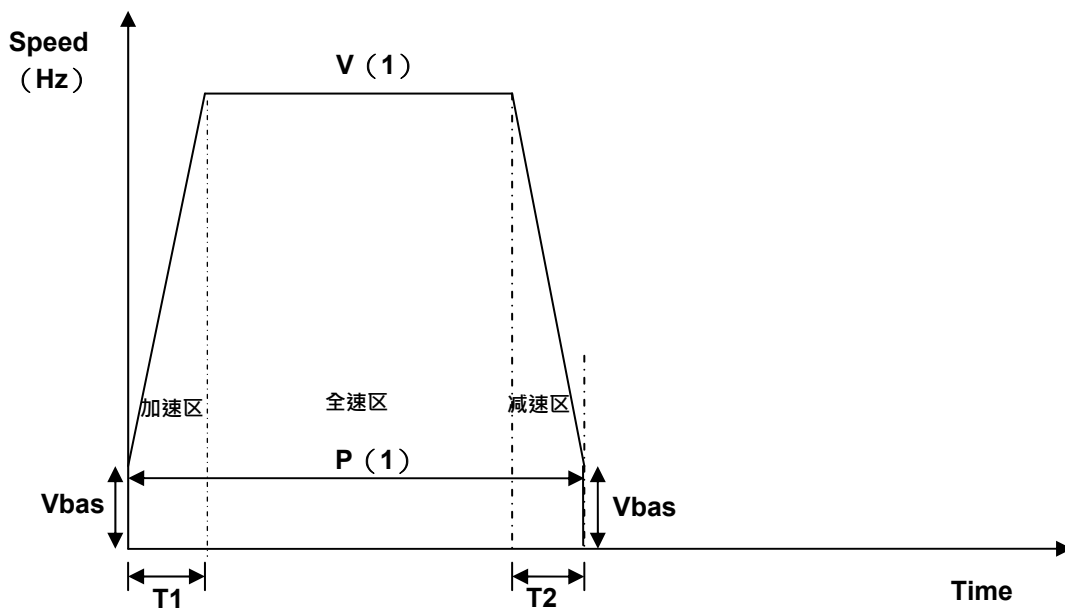 Speed
（Hz）
V（1）
加速区
全速区
减速区
P（1）
Vbas
Vbas
T1
T2
Time